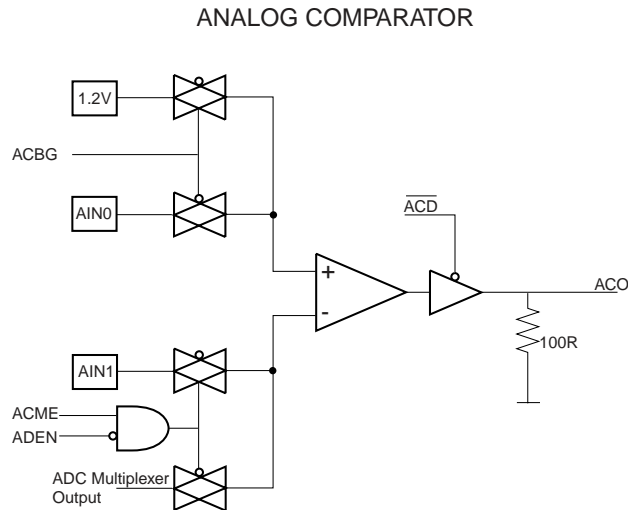 ANALOG COMPARATOR
1.2V
ACBG
AIN0
ACD
+
-
ACO
100R
AIN1
ACME
ADEN
ADC Multiplexer
Output